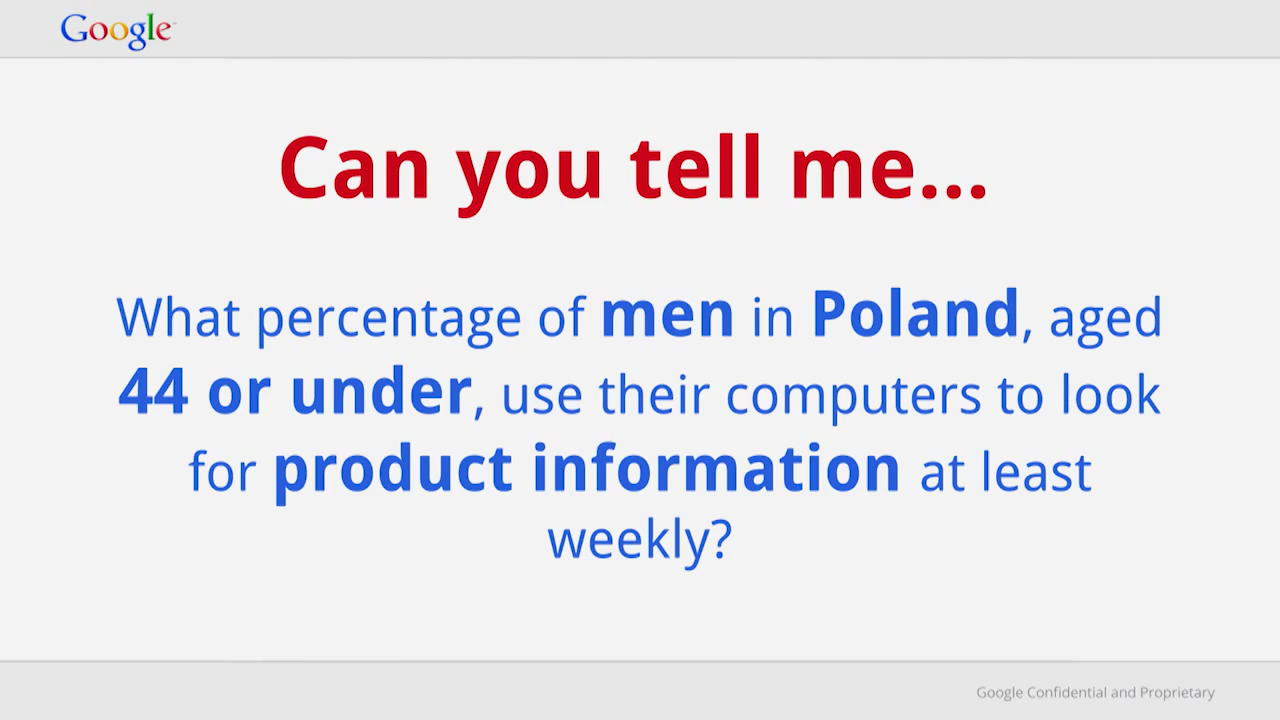 Google
Can you tell me...
What percentage of men in Poland, aged
44 or under, use their computers to look
for product information at least
weekly?
Google Confidential and Proprietary